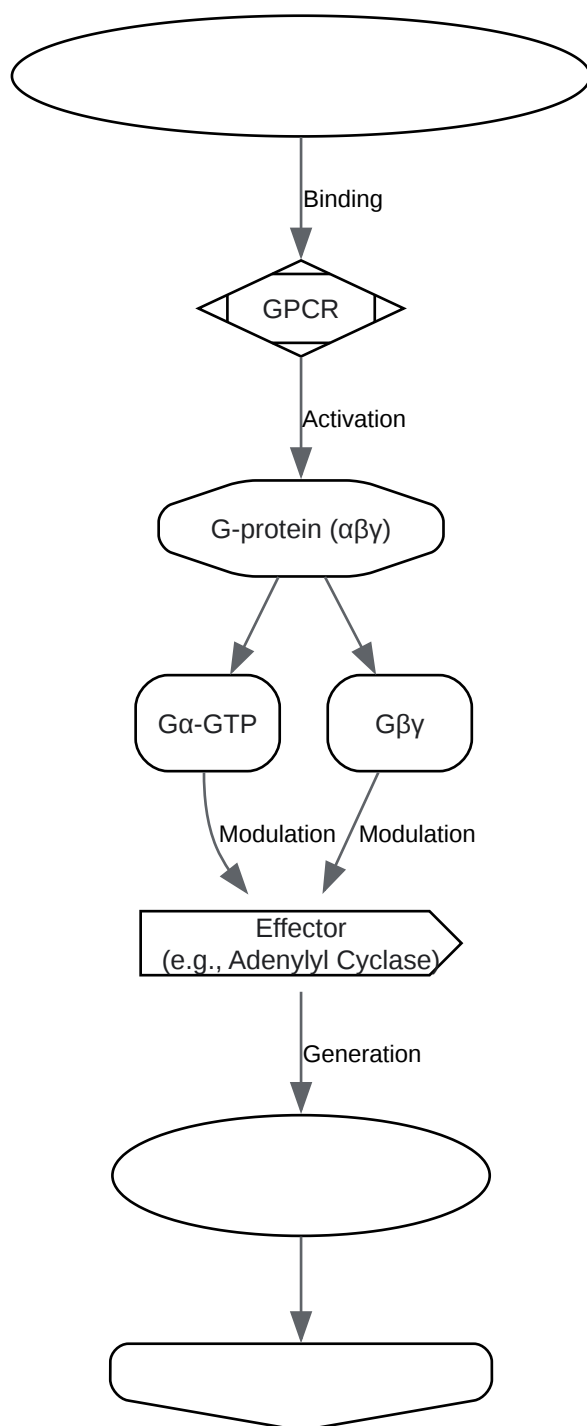 Binding
GPCR
Activation
G-protein (αβγ)
Gα-GTP
Gβγ
Modulation
Modulation
Effector
(e.g., Adenylyl Cyclase)
Generation